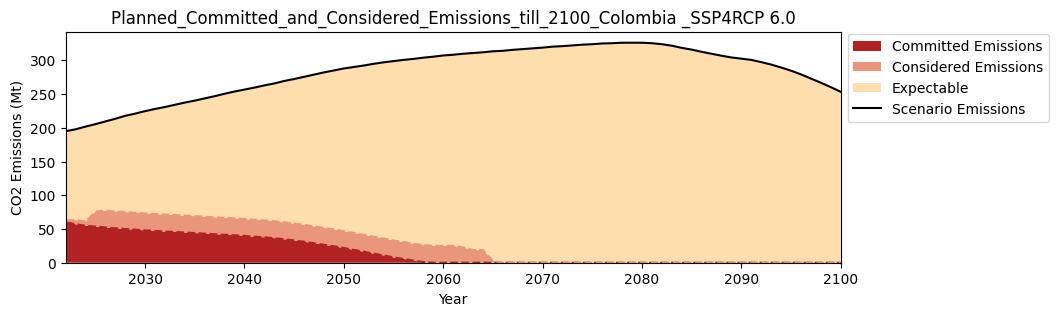 Planned_Committed_and_Considered_Emissions_till_2100_Colombia _SSP4RCP 6.0
CO2 Emissions (Mt)
300
250
200
150
100
50
0
2030 2040 2050 2060 2070 2080 2090 2100
Year
Committed Emissions
Considered Emissions
Expectable
Scenario Emissions